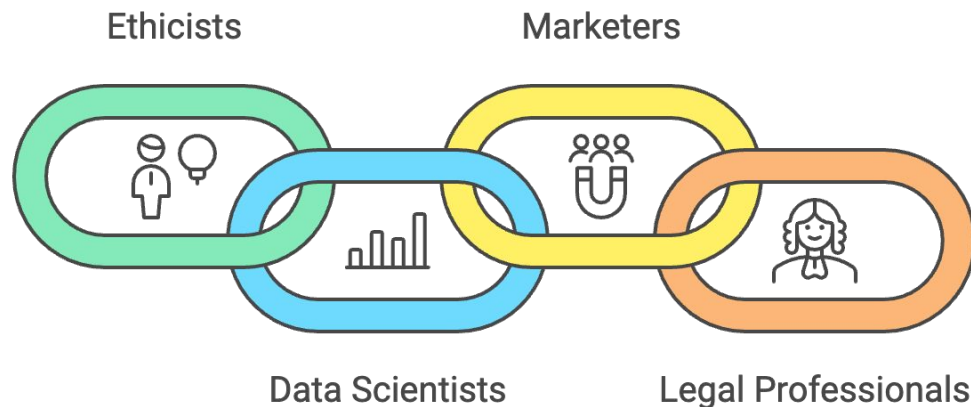 Ethicists
Marketers
Data Scientists
Legal Professionals